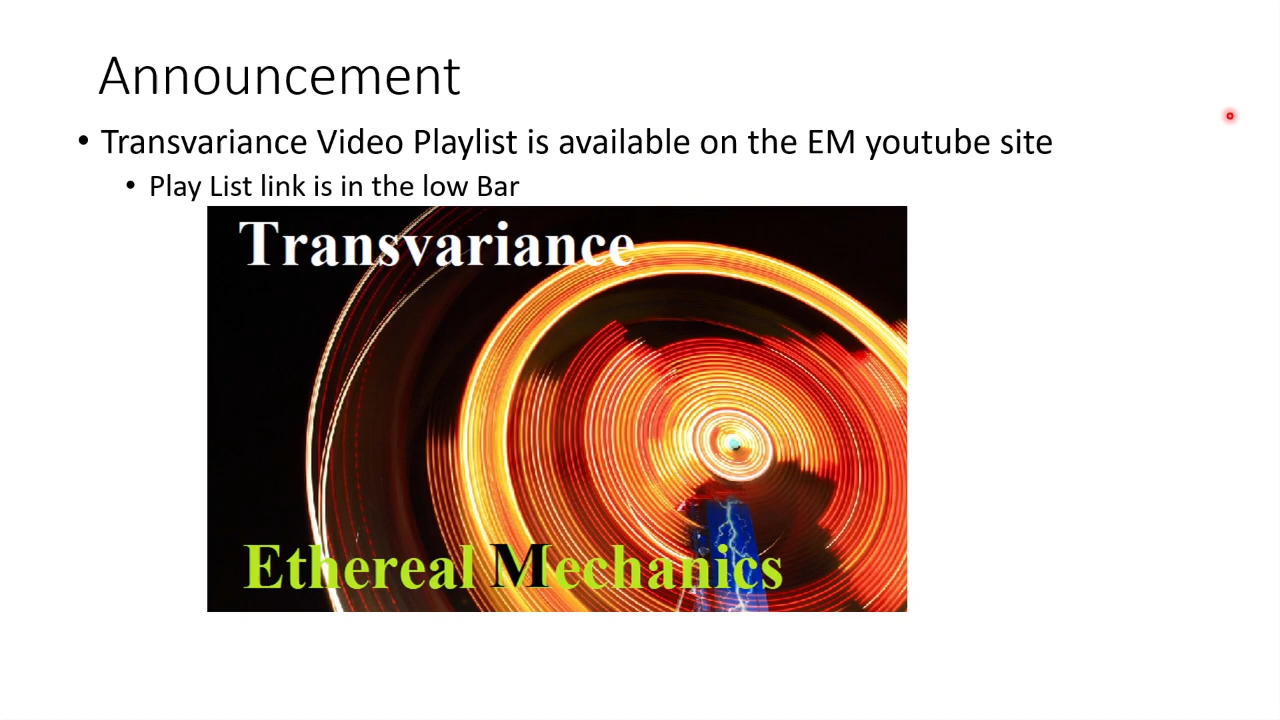 Announcement
• Transvariance Video Playlist is available on the EM youtube site
• Play List link is in the low Bar
Transvariance
Ethereal Mechanics